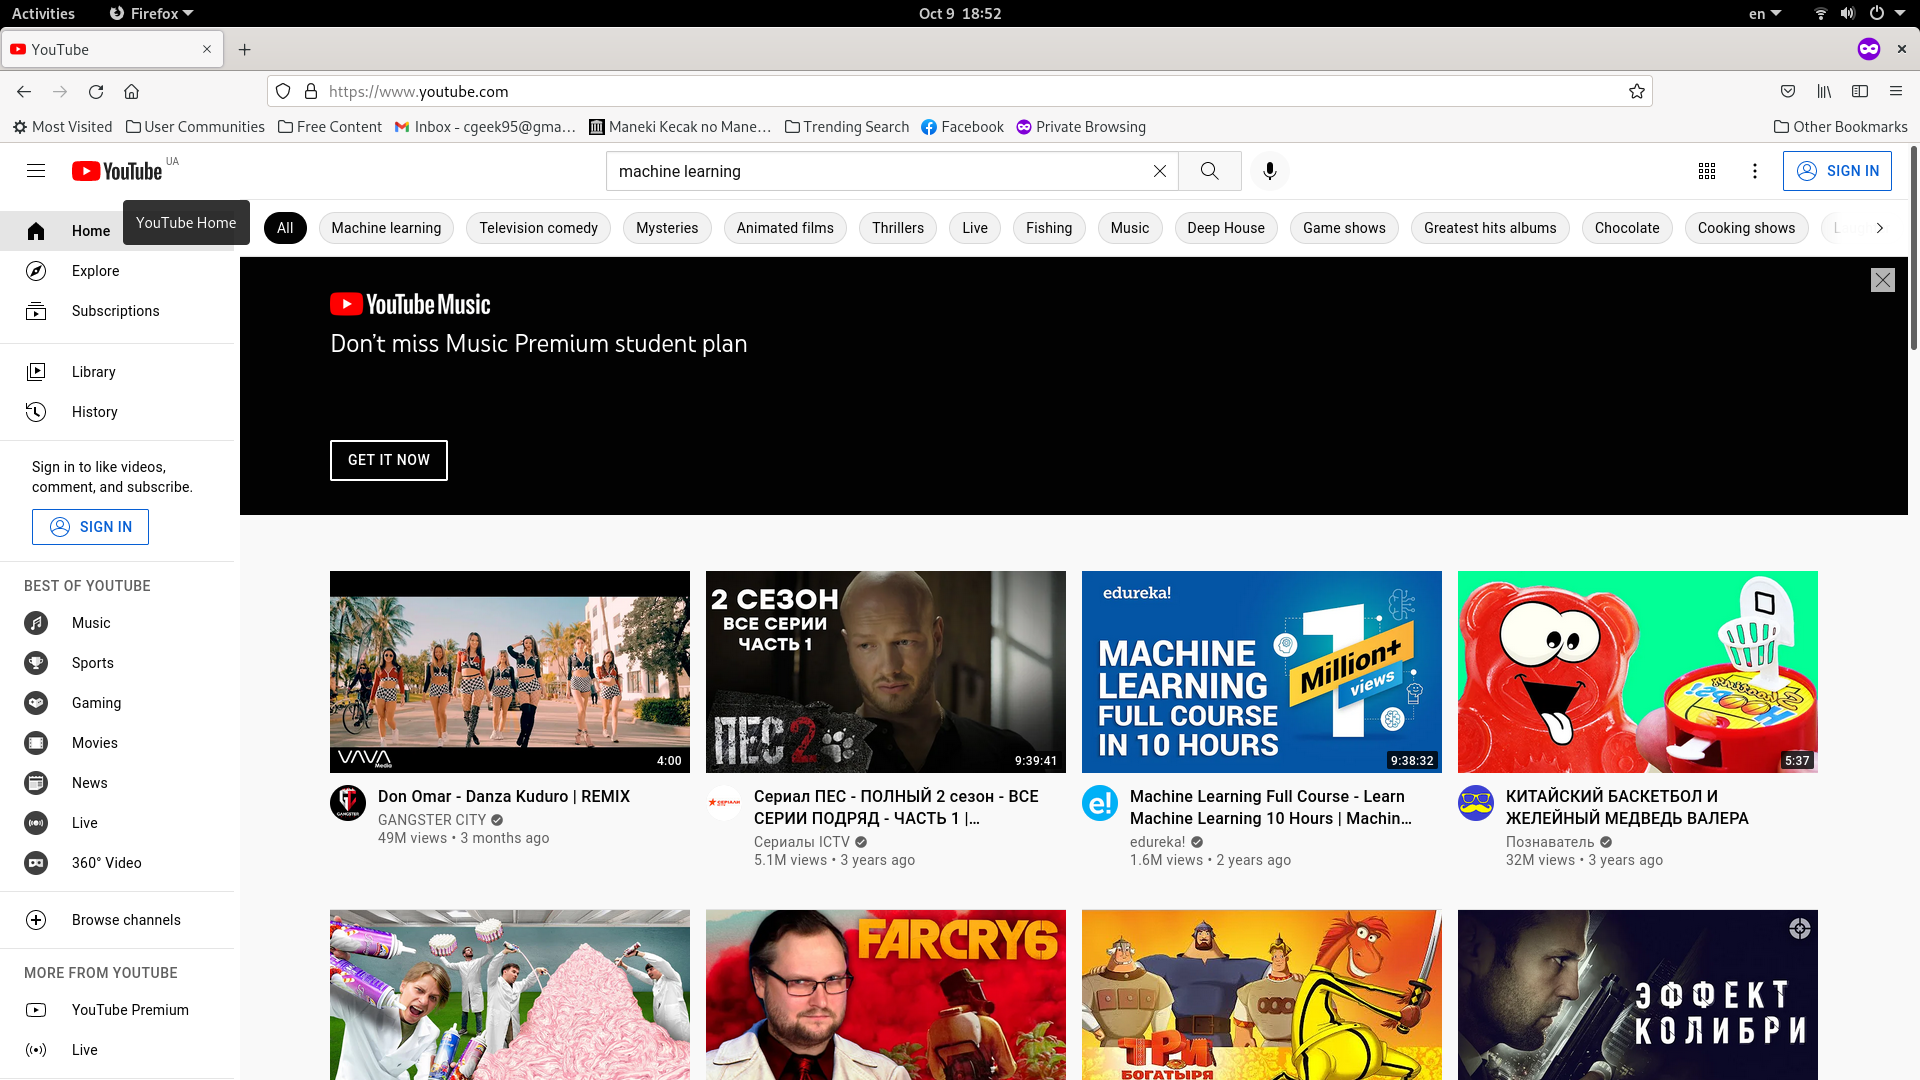 Activities
Firefox
Oct 9 18:52
en
YouTube
https://www.youtube.com
Most Visited
User Communities
Free Content
Inbox - cgeek95@gma...
Maneki Kecak no Mane...
Trending Search
Facebook
Private Browsing
Other Bookmarks
YouTube UA
machine learning
SIGN IN
YouTube Home
Home
Explore
Subscriptions
Library
History
Sign in to like videos,
comment, and subscribe.
SIGN IN
BEST OF YOUTUBE
Music
Sports
Gaming
Movies
News
Live
360° Video
Browse channels
MORE FROM YOUTUBE
YouTube Premium
Live
All
Machine learning
Television comedy
Mysteries
Animated films
Thrillers
Live
Fishing
Music
Deep House
Game shows
Greatest hits albums
Chocolate
Cooking shows
YouTube Music
Don't miss Music Premium student plan
GET IT NOW
VAVA
Media
4:00
Don Omar - Danza Kuduro | REMIX
GANGSTER CITY
49M views • 3 months ago
2 СЕЗОН
ВСЕ СЕРИИ
ЧАСТЬ 1
ПЕС 2
9:39:41
Сериал ПЕС - ПОЛНЫЙ 2 сезон - ВСЕ
СЕРИИ ПОДРЯД - ЧАСТЬ 1 |...
Сериалы ICTV
5.1M views • 3 years ago
edureka!
MACHINE
LEARNING
FULL COURSE
IN 10 HOURS
1
Million+
views
9:38:32
e!
Machine Learning Full Course - Learn
Machine Learning 10 Hours | Machin...
edureka!
1.6M views • 2 years ago
5:37
КИТАЙСКИЙ БАСКЕТБОЛ И
ЖЕЛЕЙНЫЙ МЕДВЕДЬ ВАЛЕРА
Познаватель
32M views • 3 years ago
FARCRY6
ТРИ
БОГАТЫРЯ
ЭФФЕКТ
КОЛИБРИ